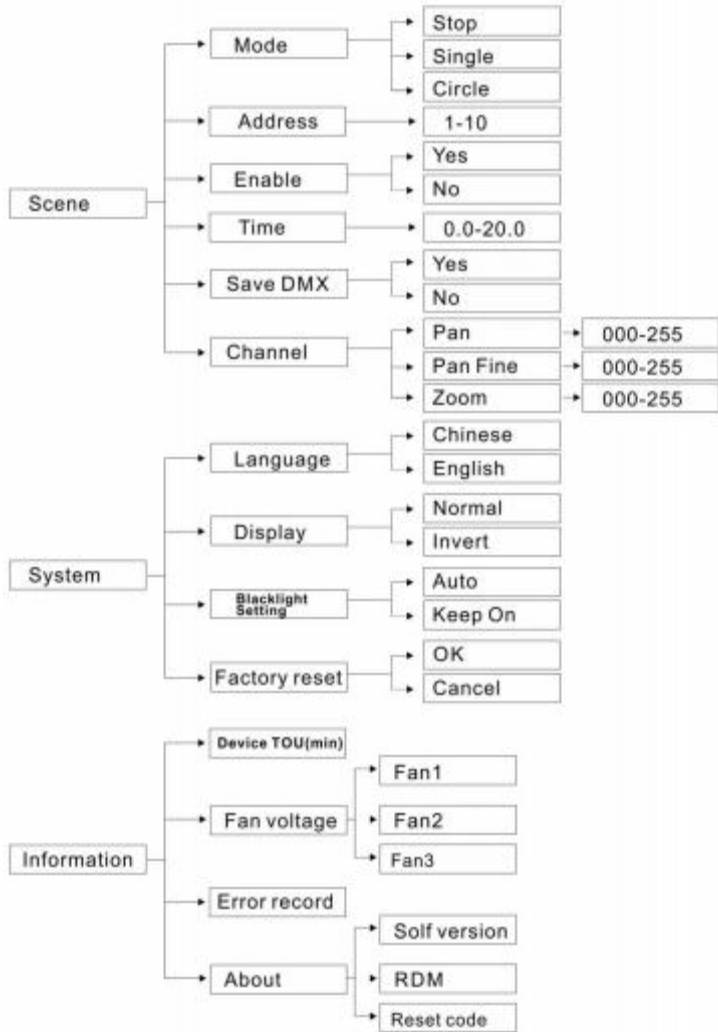 Scene
Mode
Stop
Single
Circle
Address
1-10
Enable
Yes
No
Time
0.0-20.0
Save DMX
Yes
No
Channel
Pan
000-255
Pan Fine
000-255
Zoom
000-255
System
Language
Chinese
English
Display
Normal
Invert
Blacklight
Setting
Auto
Keep On
Factory reset
OK
Cancel
Information
Device TOU(min)
Fan voltage
Fan1
Fan2
Fan3
Error record
About
Solf version
RDM
Reset code